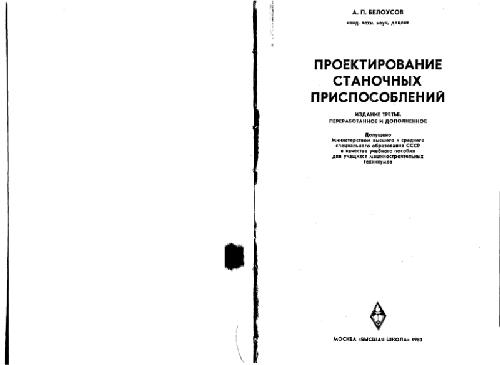 А. П. БЕЛОУСОВ
канд. техн. наук, доцент
ПРОЕКТИРОВАНИЕ
СТАНОЧНЫХ
ПРИСПОСОБЛЕНИЙ
ИЗДАНИЕ ТРЕТЬЕ,
ПЕРЕРАБОТАННОЕ И ДОПОЛНЕННОЕ
Допущено
Министерством высшего и среднего
специального образования СССР
в качестве учебного пособия
для учащихся машиностроительных
техникумов
МОСКВА «ВЫСШАЯ ШКОЛА» 1980